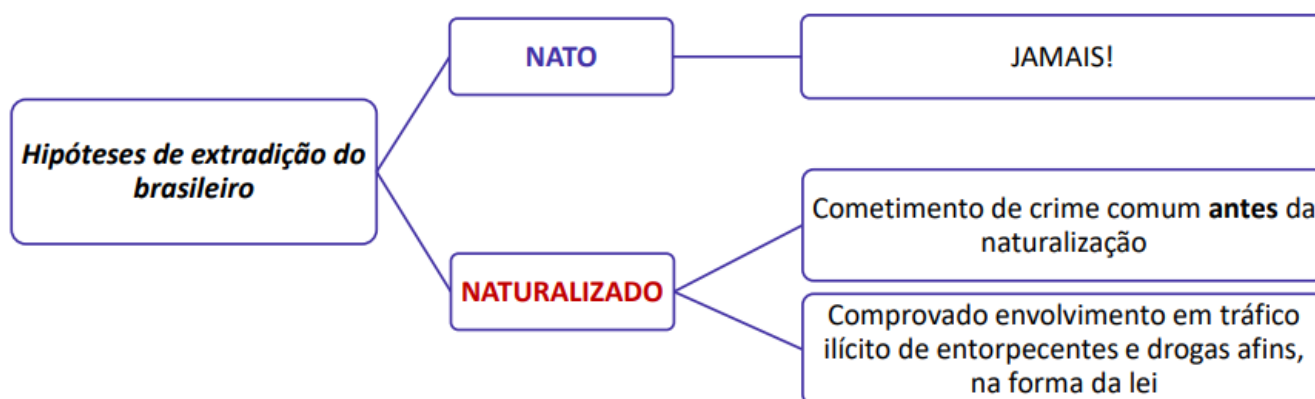 Hipóteses de extradição do
brasileiro
NATO
JAMAIS!
NATURALIZADO
Cometimento de crime comum antes da
naturalização
Comprovado envolvimento em tráfico
ilícito de entorpecentes e drogas afins,
na forma da lei